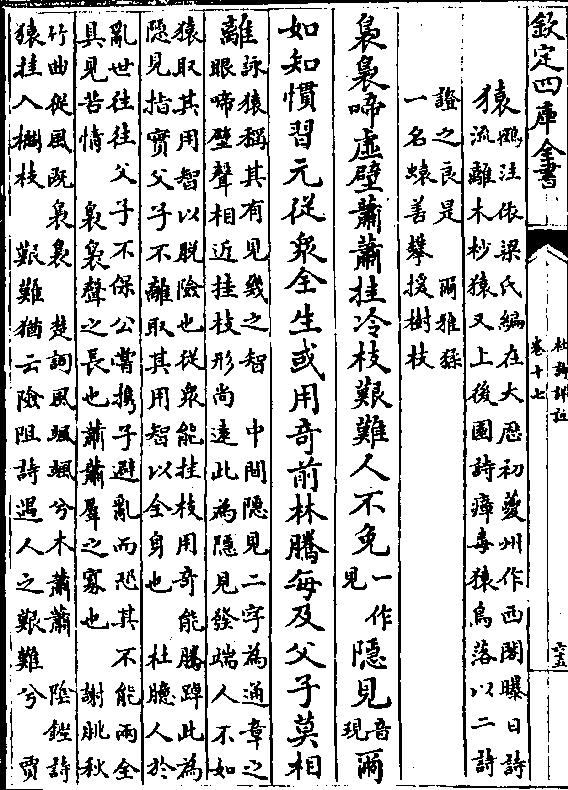 欽定四庫全書
杜詩詳註
卷十七
六五
猿鶴注依梁氏編在大厯初夔州作西閣曝日詩
流離木杪猿又上後園詩瘴毒猿鳥落以二詩
證之良是 爾雅猱
一名蝯善攀援樹枝
裊裊啼虛壁蕭蕭挂冷枝艱難人不免一作見隱見音現爾
如知慣習元從衆全生或用奇前林騰每及父子莫相
離詠猿稱其有見幾之智 中間隱見二字為通章之
眼啼壁聲相近挂枝形尚逺此為隱見發端人不如
猿取其用智以脱險也從衆能挂枝用奇能騰踔此為
隱見指實父子不離取其用智以全身也 杜臆人於
亂世往往父子不保公嘗携子避亂而恐其不能兩全
具見苦情 裊裊聲之長也蕭蕭羣之寡也 謝朓秋
竹曲從風既裊裊 楚詞風颯颯兮木蕭蕭 陰鏗詩
猿挂入櫚枝 艱難猶云險阻詩遇人之艱難兮 賈